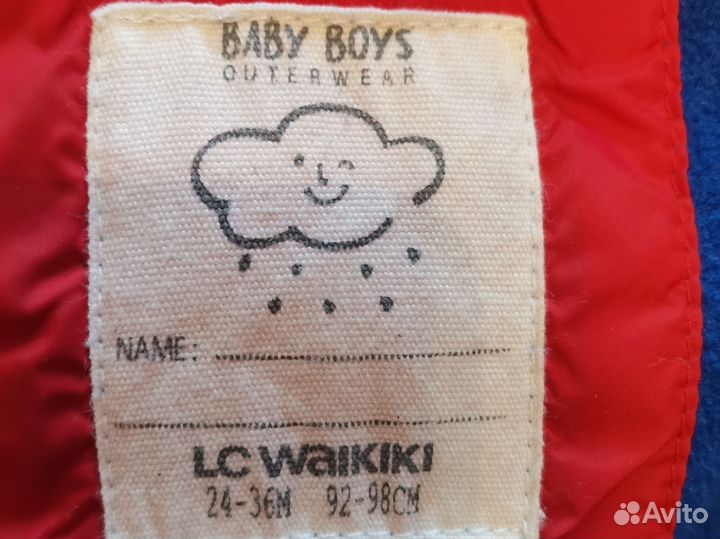 BABY BOYS
OUTERWEAR
NAME:
LC WAIKIKI
24-36M 92-98CM
Avito